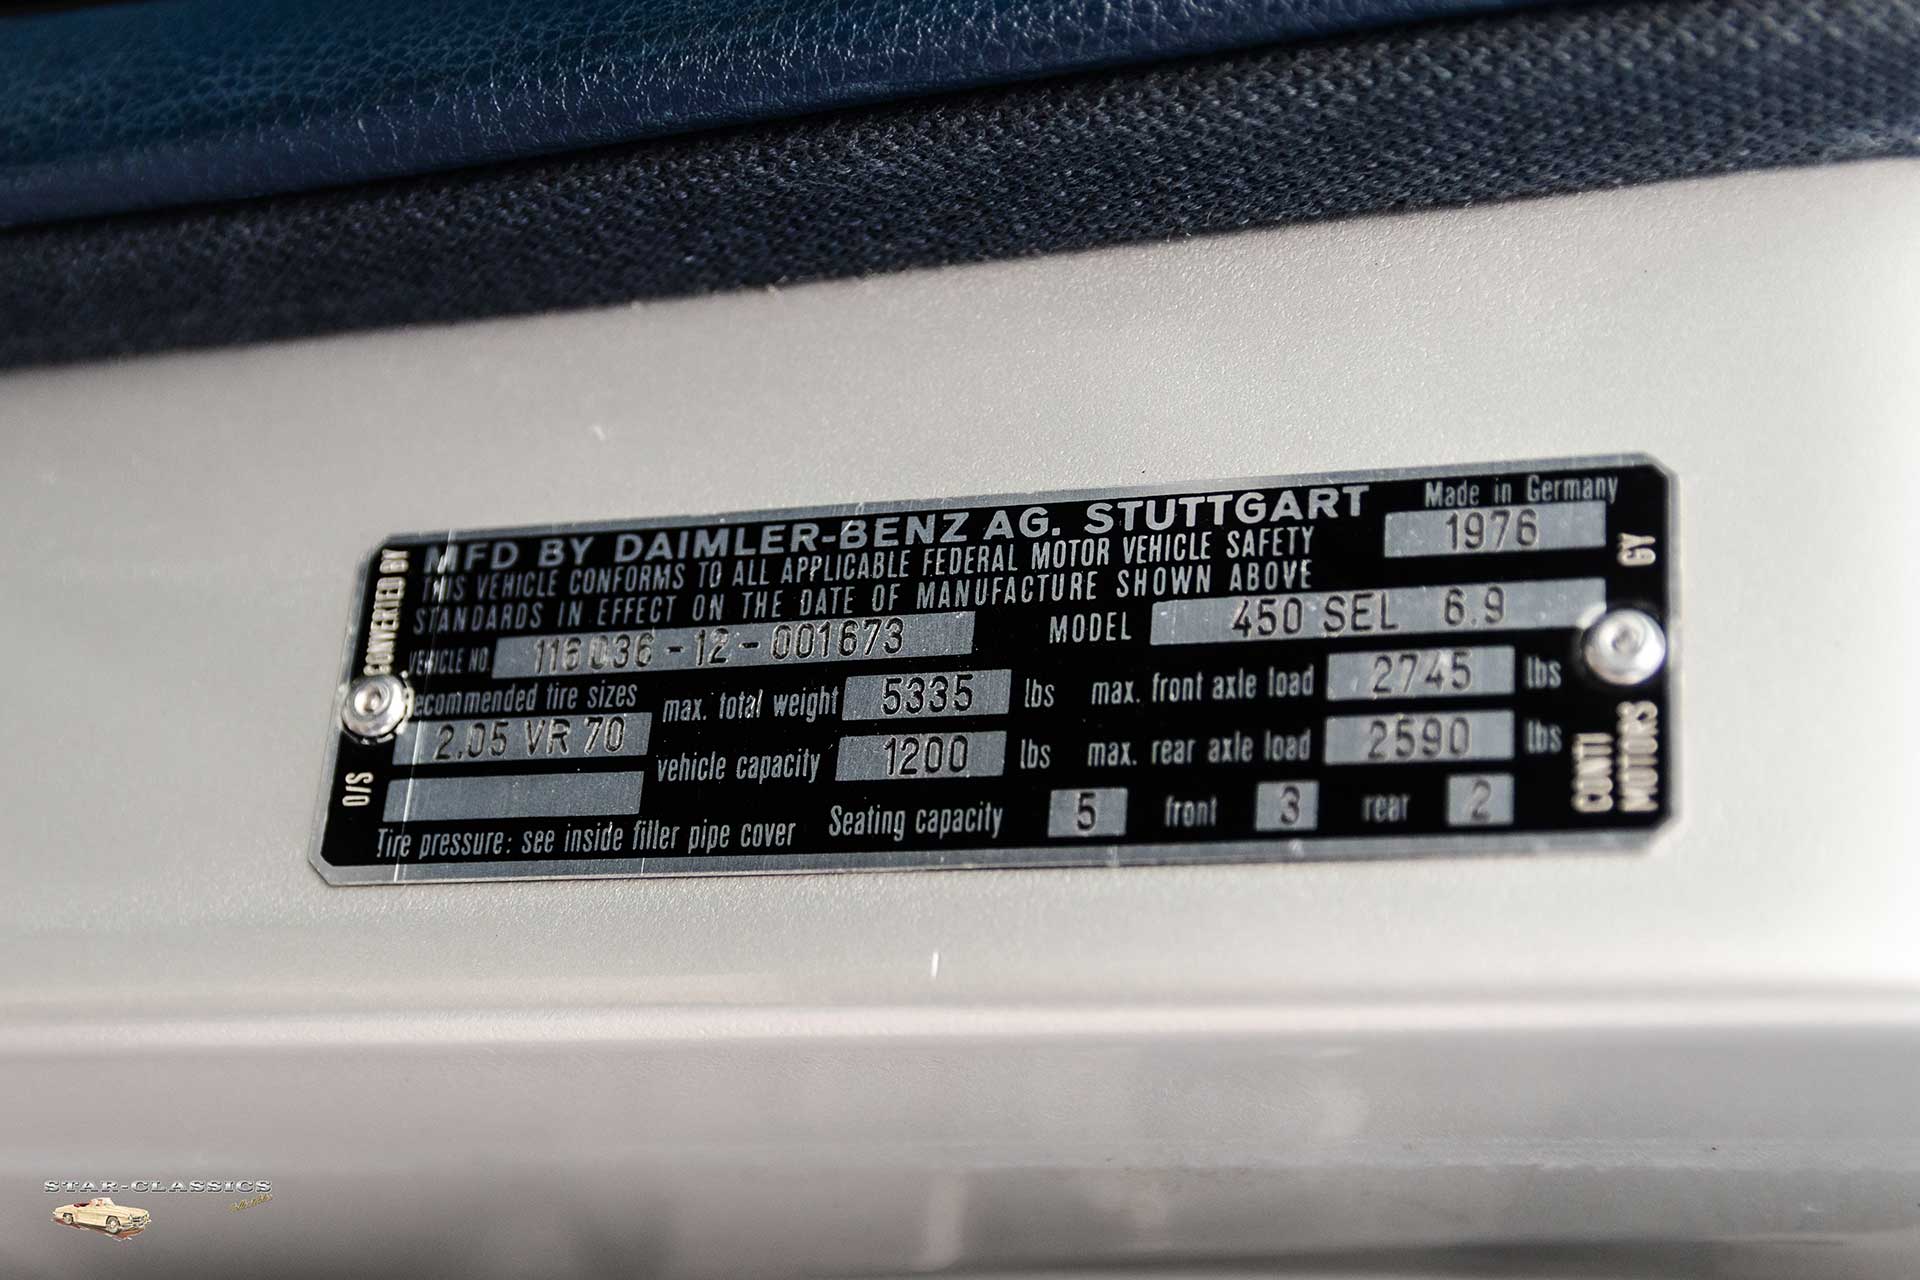 MFD BY DAIMLER-BENZ AG. STUTTGART
Made in Germany
1976
THIS VEHICLE CONFORMS TO ALL APPLICABLE FEDERAL MOTOR VEHICLE SAFETY
STANDARDS IN EFFECT ON THE DATE OF MANUFACTURE SHOWN ABOVE
VEHICLE NO. 116036-12-001673
MODEL 450 SEL 6.9
ecommended tire sizes
2.05 VR 70
max. total weight 5335 lbs
max. front axle load 2745 lbs
vehicle capacity 1200 lbs
max. rear axle load 2590 lbs
Tire pressure: see inside filler pipe cover
Seating capacity 5 front 3 rear 2
CONVERTED BY
O/S
GY
CONTI
MOTORS
STAR-CLASSICS